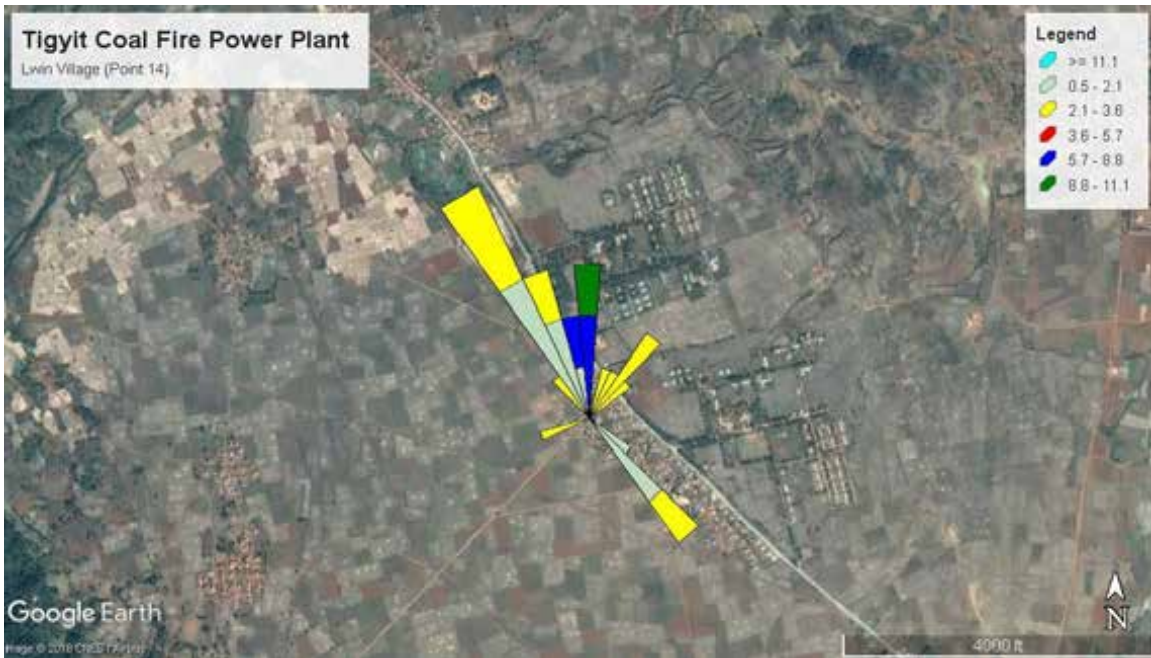 Tigyit Coal Fire Power Plant
Lwin Village (Point 14)
Legend
>= 11.1
0.5 - 2.1
2.1 - 3.6
3.6 - 5.7
5.7 - 8.8
8.8 - 11.1
Google Earth
N
4000 ft